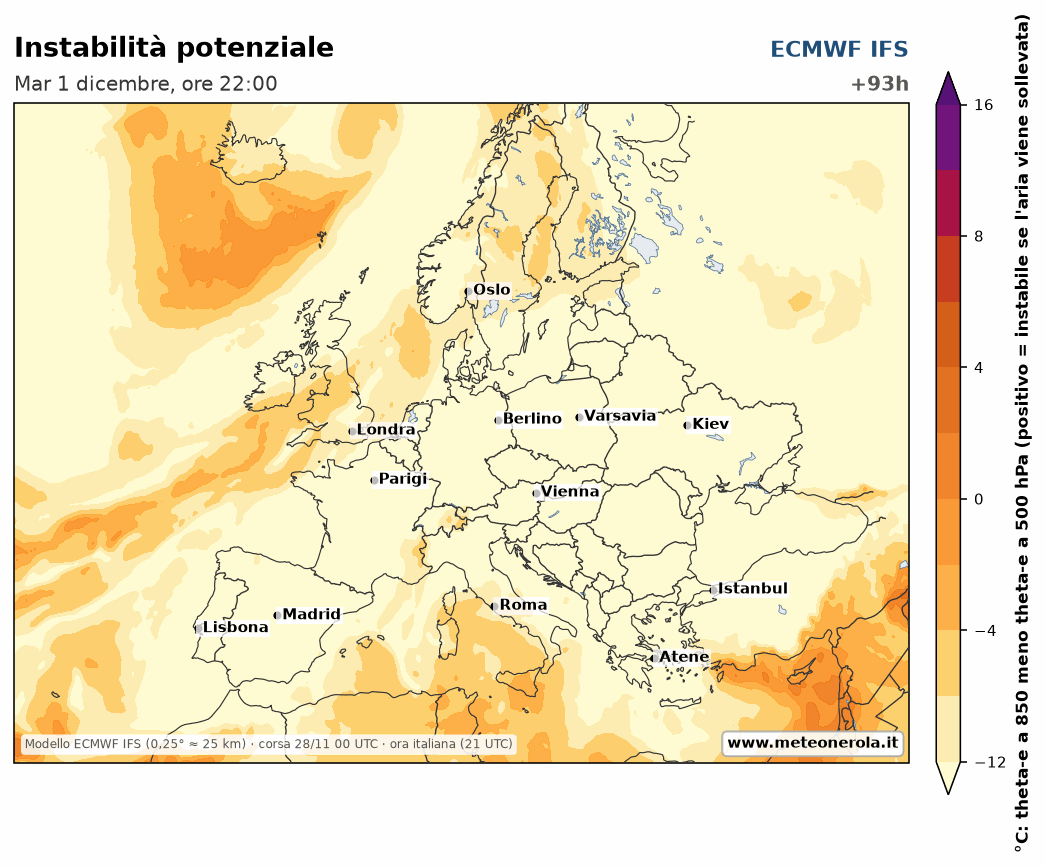 Instabilità potenziale
ECMWF IFS
Mar 1 dicembre, ore 22:00
+93h
Oslo
Berlino
Varsavia
Kiev
Londra
Parigi
Vienna
Istanbul
Roma
Madrid
Lisbona
Atene
Modello ECMWF IFS (0,25° ≈ 25 km) · corsa 28/11 00 UTC · ora italiana (21 UTC)
www.meteonerola.it
16
8
4
0
−4
−12
°C: theta-e a 850 meno theta-e a 500 hPa (positivo = instabile se l'aria viene sollevata)